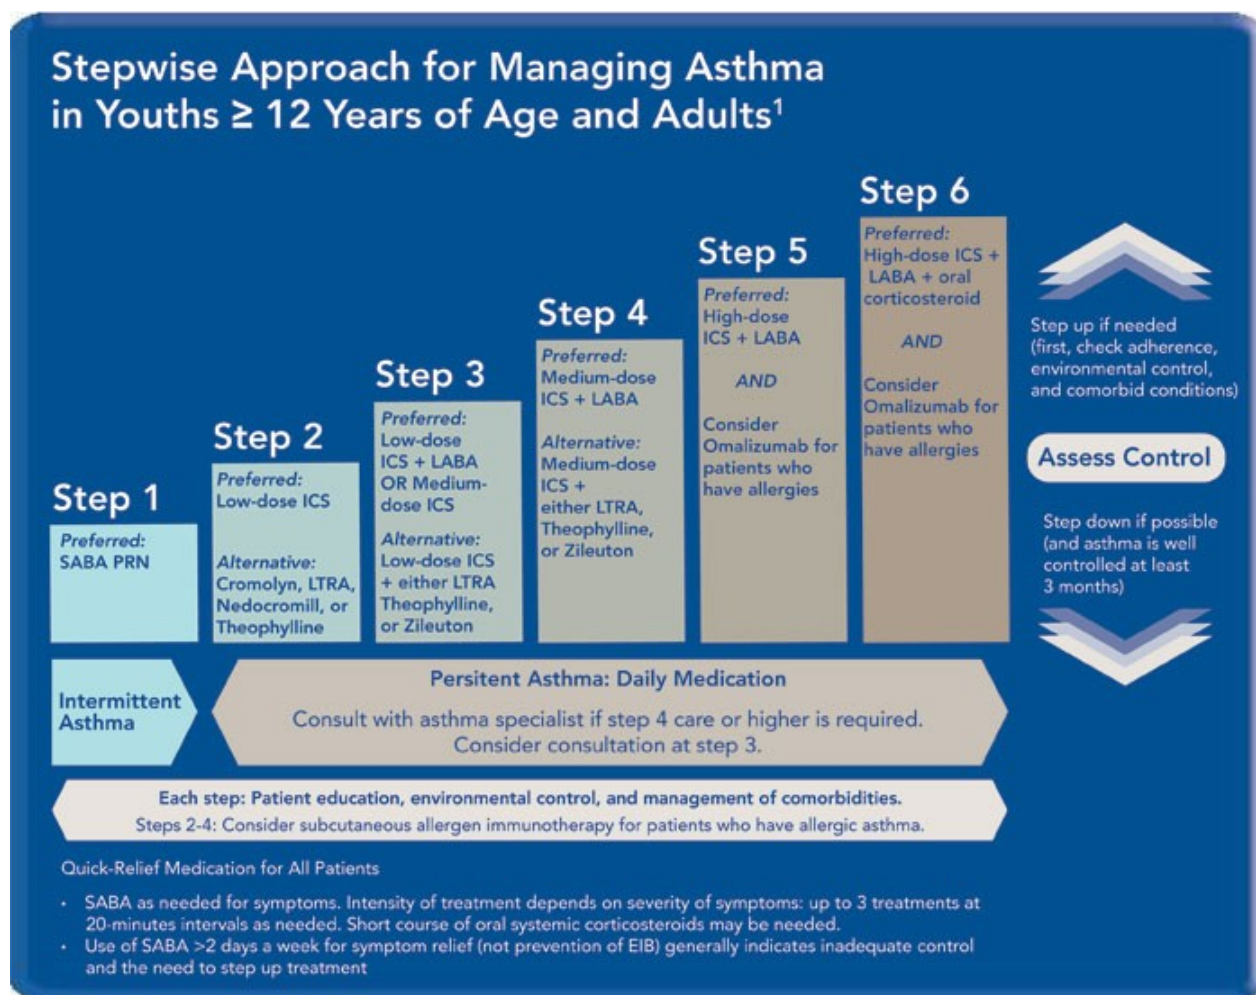 Stepwise Approach for Managing Asthma
in Youths ≥ 12 Years of Age and Adults¹
Step 1
Preferred:
SABA PRN
Step 2
Preferred:
Low-dose ICS
Alternative:
Cromolyn, LTRA,
Nedocromill, or
Theophylline
Step 3
Preferred:
Low-dose
ICS + LABA
OR Medium-
dose ICS
Alternative:
Low-dose ICS
+ either LTRA
Theophylline,
or Zileuton
Step 4
Preferred:
Medium-dose
ICS + LABA
Alternative:
Medium-dose
ICS +
either LTRA,
Theophylline,
or Zileuton
Step 5
Preferred:
High-dose
ICS + LABA
AND
Consider
Omalizumab for
patients who
have allergies
Step 6
Preferred:
High-dose ICS +
LABA + oral
corticosteroid
AND
Consider
Omalizumab for
patients who
have allergies
Step up if needed
(first, check adherence,
environmental control,
and comorbid conditions)
Assess Control
Step down if possible
(and asthma is well
controlled at least
3 months)
Intermittent
Asthma
Persitent Asthma: Daily Medication
Consult with asthma specialist if step 4 care or higher is required.
Consider consultation at step 3.
Each step: Patient education, environmental control, and management of comorbidities.
Steps 2-4: Consider subcutaneous allergen immunotherapy for patients who have allergic asthma.
Quick-Relief Medication for All Patients
• SABA as needed for symptoms. Intensity of treatment depends on severity of symptoms: up to 3 treatments at
20-minutes intervals as needed. Short course of oral systemic corticosteroids may be needed.
• Use of SABA >2 days a week for symptom relief (not prevention of EIB) generally indicates inadequate control
and the need to step up treatment